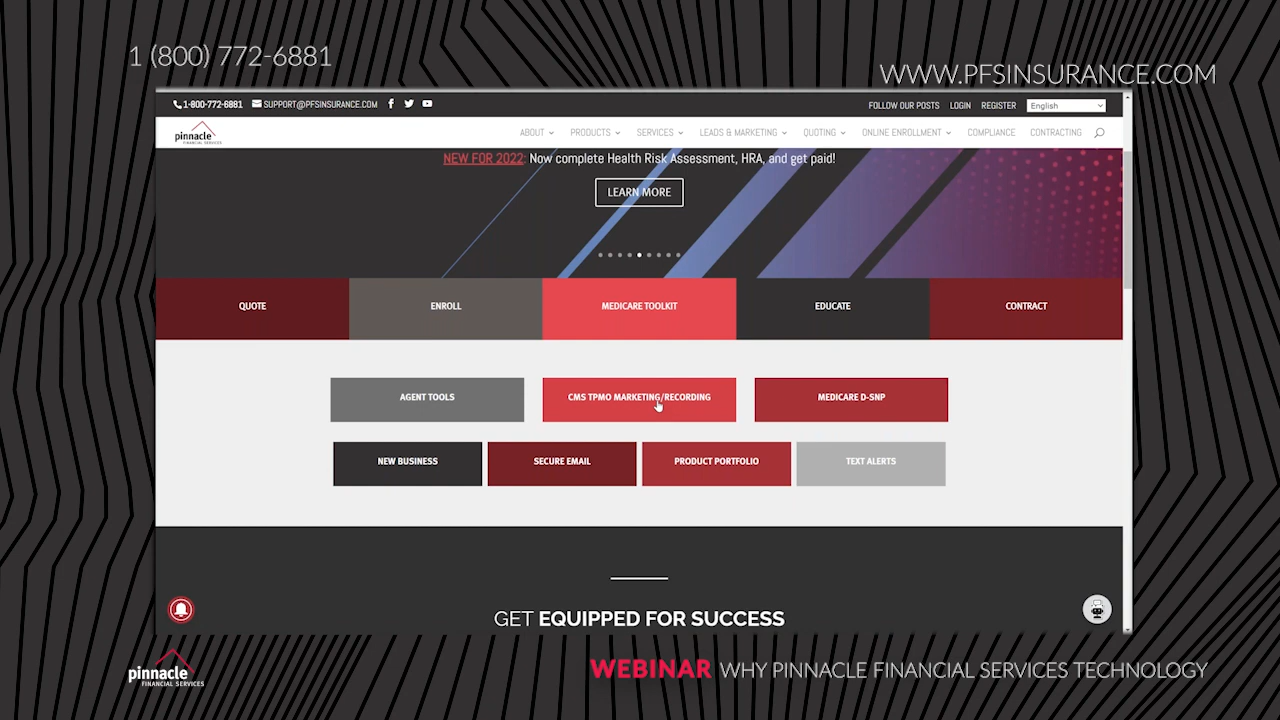 1 (800) 772-6881
WWW.PFSINSURANCE.COM
1-800-772-6881 SUPPORT@PFSINSURANCE.COM
FOLLOW OUR POSTS LOGIN REGISTER English
pinnacle
FINANCIAL SERVICES
ABOUT PRODUCTS SERVICES LEADS & MARKETING QUOTING ONLINE ENROLLMENT COMPLIANCE CONTRACTING
NEW FOR 2022: Now complete Health Risk Assessment, HRA, and get paid!
LEARN MORE
QUOTE ENROLL MEDICARE TOOLKIT EDUCATE CONTRACT
AGENT TOOLS CMS TPMO MARKETING/RECORDING MEDICARE D-SNP
NEW BUSINESS SECURE EMAIL PRODUCT PORTFOLIO TEXT ALERTS
GET EQUIPPED FOR SUCCESS
pinnacle
FINANCIAL SERVICES
WEBINAR WHY PINNACLE FINANCIAL SERVICES TECHNOLOGY